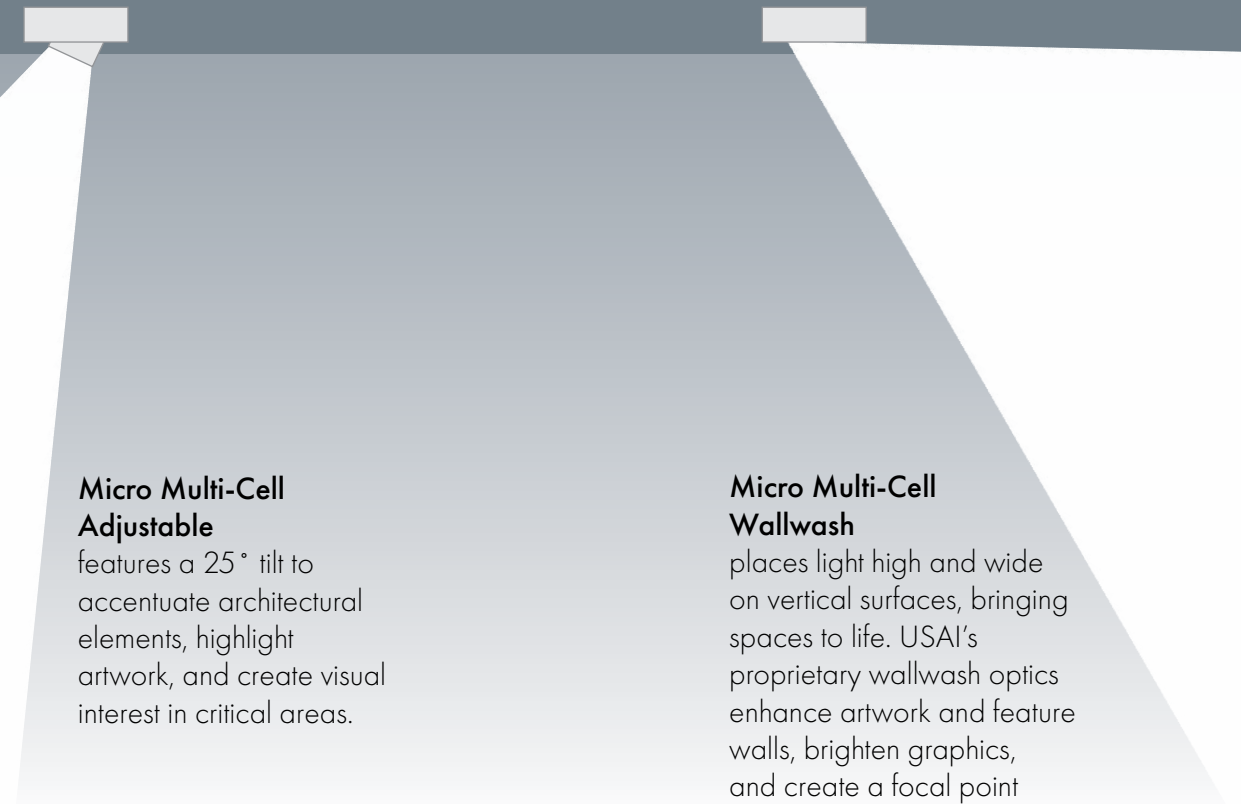 Micro Multi-Cell
Adjustable
features a 25° tilt to
accentuate architectural
elements, highlight
artwork, and create visual
interest in critical areas.
Micro Multi-Cell
Wallwash
places light high and wide
on vertical surfaces, bringing
spaces to life. USAI’s
proprietary wallwash optics
enhance artwork and feature
walls, brighten graphics,
and create a focal point